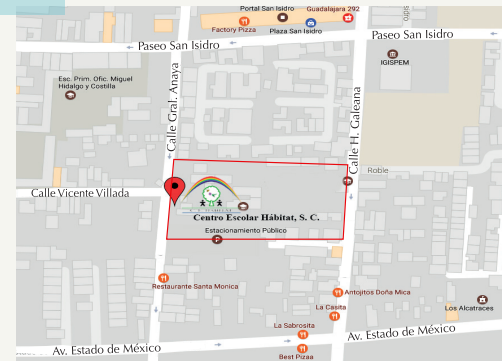 Portal San Isidro
Guadalajara 292
Factory Pizza
Plaza San Isidro
Paseo San Isidro
Paseo San Isidro
IGISPEM
Esc. Prim. Ofic. Miguel
Hidalgo y Costilla
Calle Gral. Anaya
Calle H. Galeana
Roble
Calle Vicente Villada
Centro Escolar Hábitat, S. C.
Estacionamiento Público
Restaurante Santa Monica
Antojitos Doña Mica
La Casita
Los Alcatraces
La Sabrosita
Av. Estado de México
Av. Estado de México
Best Pizaa